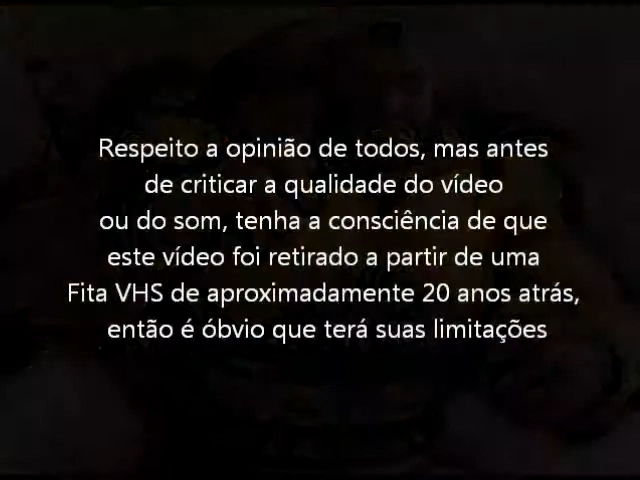 Respeito a opinião de todos, mas antes
de criticar a qualidade do vídeo
ou do som, tenha a consciência de que
este vídeo foi retirado a partir de uma
Fita VHS de aproximadamente 20 anos atrás,
então é óbvio que terá suas limitações